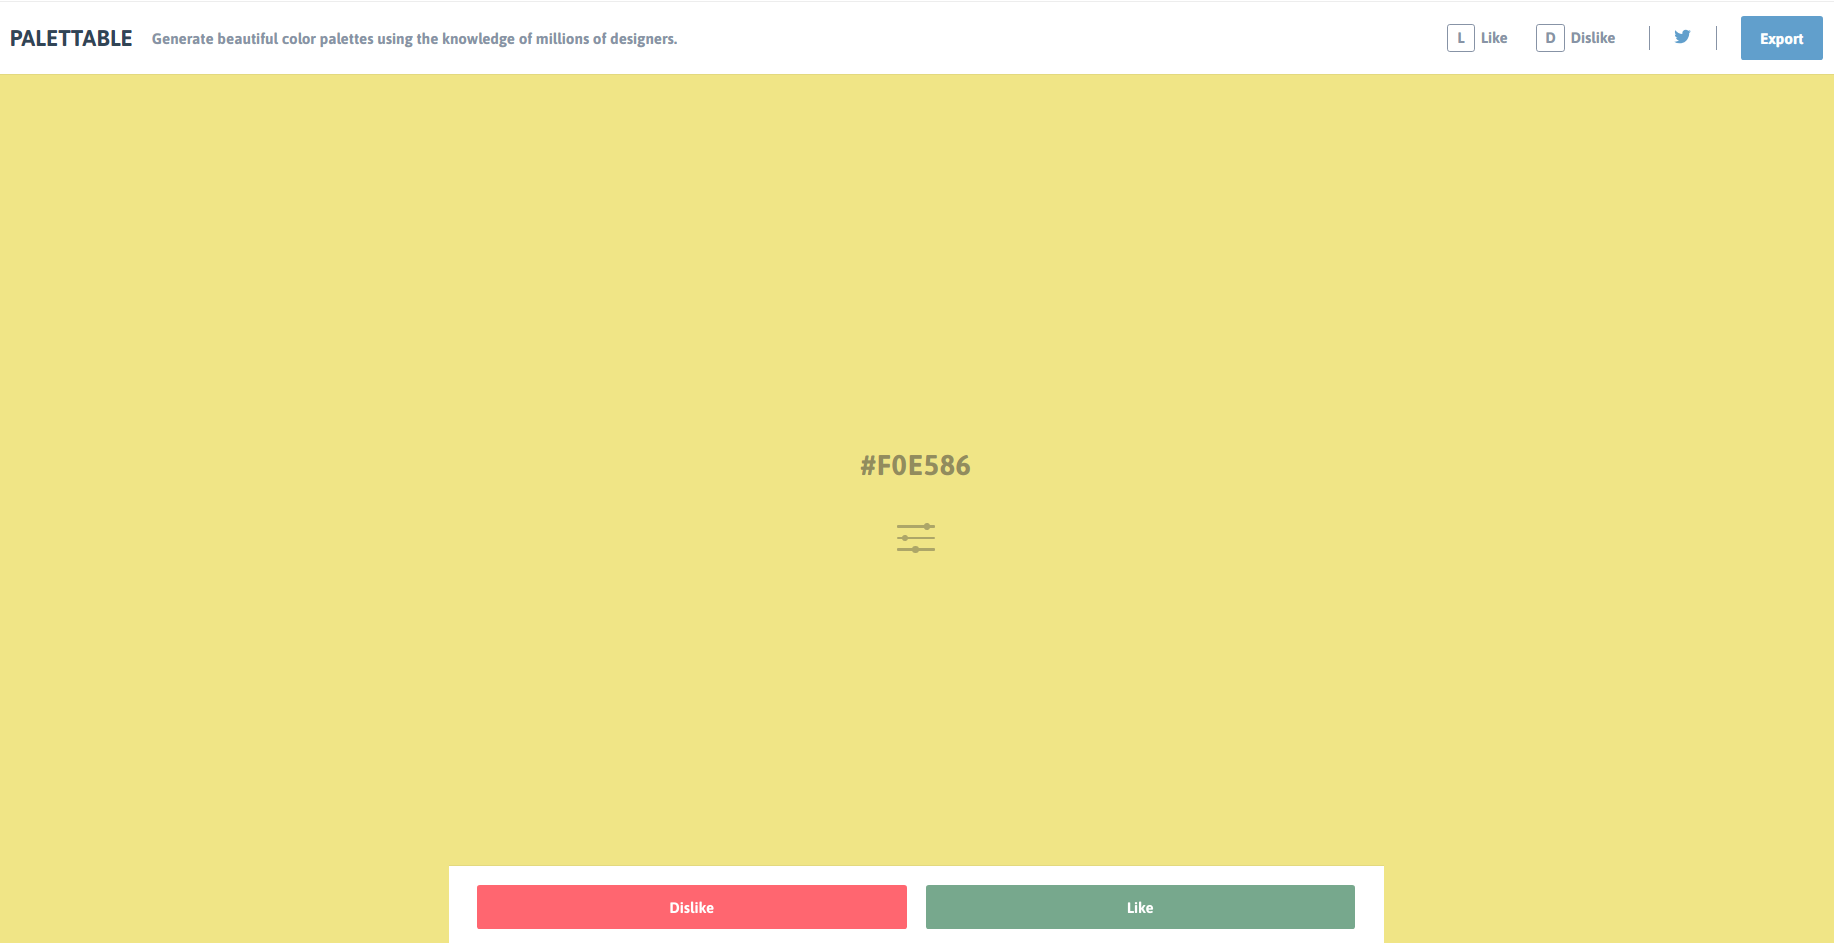 PALETTABLE Generate beautiful color palettes using the knowledge of millions of designers. L Like D Dislike Export
#F0E586
Dislike Like